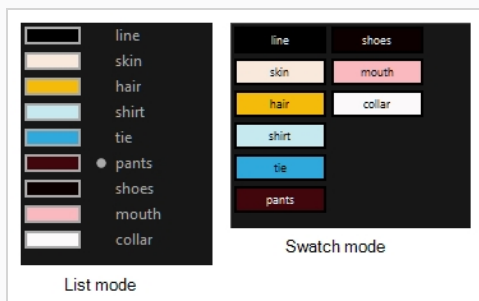 line
skin
hair
shirt
tie
pants
shoes
mouth
collar
List mode
line shoes
skin mouth
hair collar
shirt
tie
pants
Swatch mode